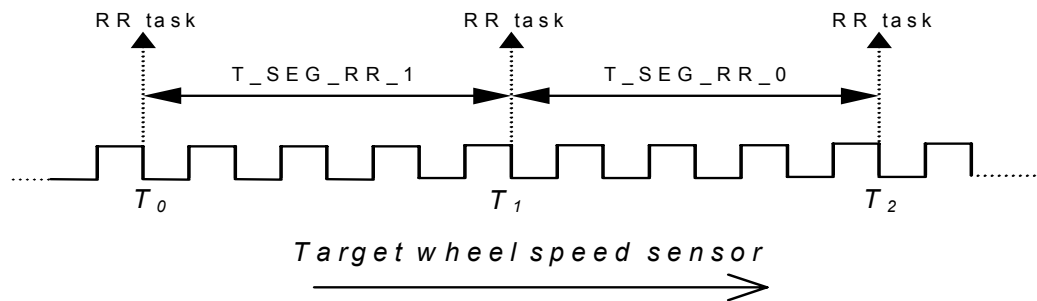 RR task RR task RR task
T_SEG_RR_1 T_SEG_RR_0
T0 T1 T2
Target wheel speed sensor